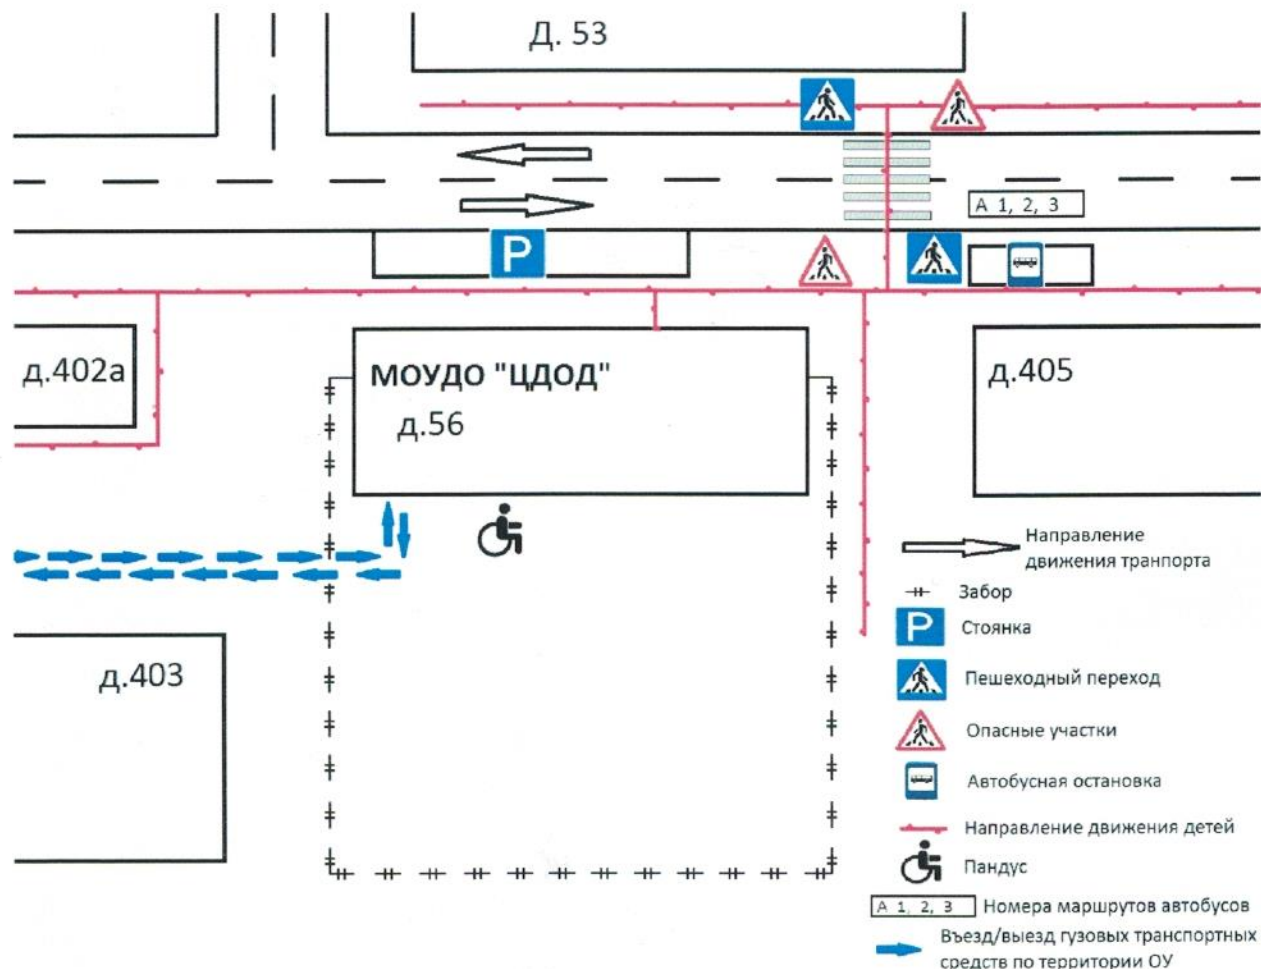 Д. 53
А 1, 2, 3
P
д.402а
МОУДО "ЦДОД"
д.56
д.405
д.403
Направление
движения транпорта
Забор
P
Стоянка
Пешеходный переход
Опасные участки
Автобусная остановка
Направление движения детей
Пандус
А 1, 2, 3 Номера маршрутов автобусов
Въезд/выезд гузовых транспортных
средств по территории ОУ